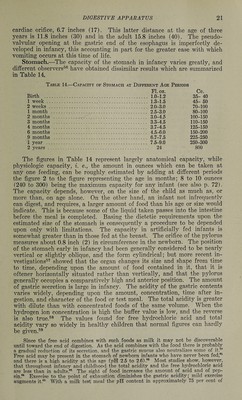 DIGESTIVE APPARATUS 21
cardiac orifice, 6.7 inches (17). This latter distance at the age of three
years is 11.8 inches (30) and in the adult 15.8 inches (40). The pseudo-
valvular opening at the gastric end of the esophagus is imperfectly de-
veloped in infancy, this accounting in part for the greater ease with which
vomiting occurs at this time of life.
Stomach.—The capacity of the stomach in infancy varies greatly, and
different observers have obtained dissimilar results which are summarized
in Table 14.
TABLE 14.—CAPACITY OF STOMACH AT DIFFERENT AGE PERIODS
Fl. oz. Cc.
Birth 1.0-1.2 35- 40
1 week 1.2-1.5 45- 50
2 weeks 2.0-3.0 75-100
1 month 2.5-3.0 90-100
2 months 3.0-4.5 100-125
3 months 3.5-4.5 125-150
4 months 3.7-4.5 125-150
6 months 4.5-6.0 150-200
9 months 6.7-7.5 225-250
1 year 7.5-9.0 250-300
2 years 24 800
The figures in Table 14 represent largely anatomical capacity, while
physiologic capacity, i. e., the amount in ounces which can be taken at
any one feeding, can be roughly estimated by adding at different periods
the figure 2 to the figure representing the age in months; 8 to 10 ounces
(240 to 300) being the maximum capacity for any infant (see also p. 72).
The capacity depends, however, on the size of the child as much as, or
more than, on age alone. On the other hand, an infant not infrequently
can digest, and requires, a larger amount of food than his age or size would
indicate. This is because some of the liquid taken passes into the intestine
before the meal is completed. Basing the dietetic requirements upon the
estimated size of the stomach is consequently a procedure to be depended
upon only with limitations. The capacity in artificially fed infants is
somewhat greater than in those fed at the breast. The orifice of the pylorus
measures about 0.8 inch (2) in circumference in the newborn. The position
of the stomach early in infancy had been generally considered to be nearly
vertical or slightly oblique, and the form cylindrical; but more recent in-
vestigations showed that the organ changes its size and shape from time
to time, depending upon the amount of food contained in it, that it is
oftener horizontally situated rather than vertically, and that the pylorus
generally occupies a comparatively high and anterior position. The amount
of gastric secretion is large in infancy. The acidity of the gastric contents
varies widely depending upon the amount, concentration, time after in-
gestion, and character of the food or test meal. The total acidity is greater
with dilute than with concentrated foods of the same volume. When the
hydrogen ion concentration is high the buffer value is low, and the reverse
is also true. The values found for free hydrochloric acid and total
acidity vary so widely in healthy children that normal figures can hardly
be given.
Since the free acid combines with such foods as milk it may not be discoverable
until toward the end of digestion. As the acid combines with the food there is probably
a gradual reduction of its secretion, and the gastric mucus also neutralizes some of it.
Free acid may be present in the stomach of newborn infants who have never been fed,
and there is a high acidity at this age (pH 2.5 to 2.6). Most studies show, however,
that throughout infancy and childhood the total acidity and the free hydrochloric acid
are less than in adults. The sight of food increases the amount of acid and of pep-
sin. Exercise to the point of exhaustion depresses gastric secretion; moderate exercise
augments it. With a milk test meal the pH content in approximately 75 per cent of